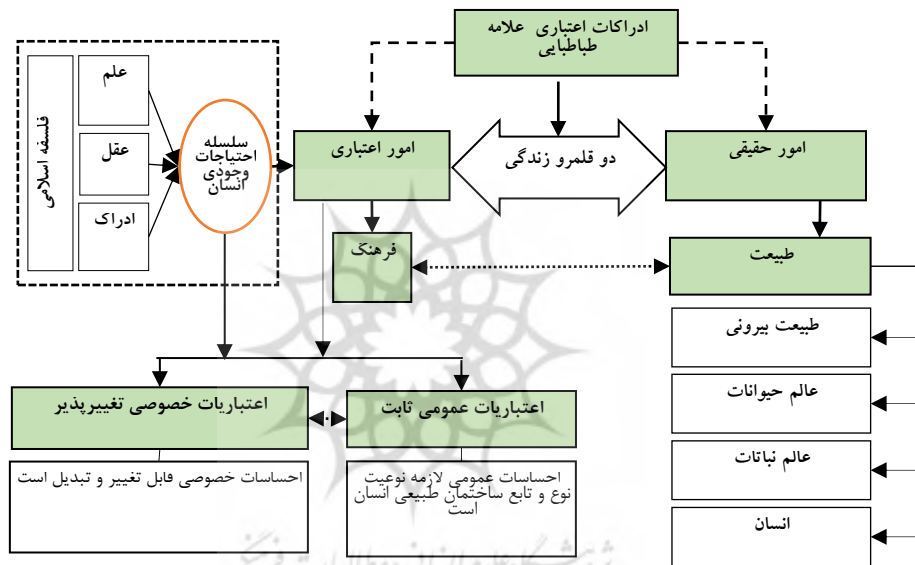 ادراکات اعتباری علامه
طباطبایی
امور حقیقی
دو قلمرو زندگی
امور اعتباری
سلسله
احتیاجات
وجودی
انسان
علم
عقل
ادراک
فلسفه اسلامی
فرهنگ
طبیعت
طبیعت بیرونی
عالم حیوانات
عالم نباتات
انسان
اعتباریات عمومی ثابت
اعتباریات خصوصی تغییرپذیر
احساسات عمومی لازمه نوعیت
نوع و تابع ساختمان طبیعی انسان
است
احساسات خصوصی قابل تغییر و تبدیل است